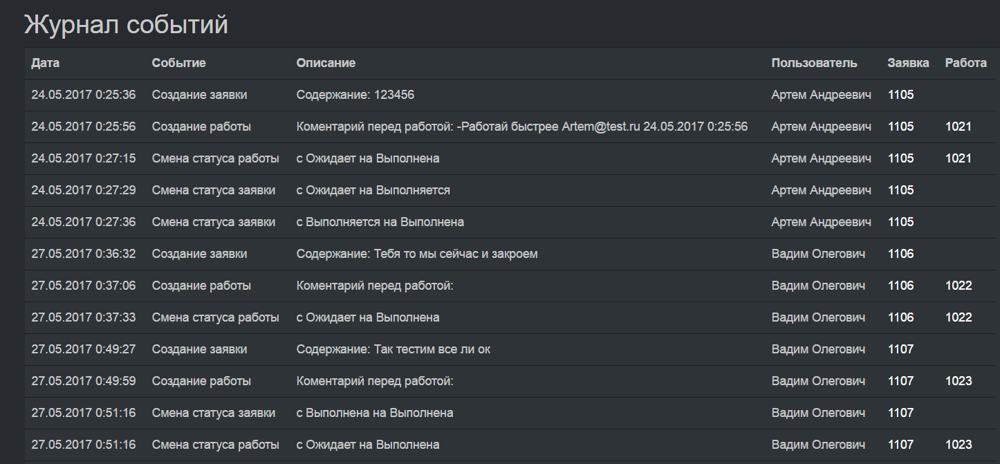 Журнал событий
Дата Событие Описание Пользователь Заявка Работа
24.05.2017 0:25:36 Создание заявки Содержание: 123456 Артем Андреевич 1105
24.05.2017 0:25:56 Создание работы Коментарий перед работой: -Работай быстрее Artem@test.ru 24.05.2017 0:25:56 Артем Андреевич 1105 1021
24.05.2017 0:27:15 Смена статуса работы с Ожидает на Выполнена Артем Андреевич 1105 1021
24.05.2017 0:27:29 Смена статуса заявки с Ожидает на Выполняется Артем Андреевич 1105
24.05.2017 0:27:36 Смена статуса заявки с Выполняется на Выполнена Артем Андреевич 1105
27.05.2017 0:36:32 Создание заявки Содержание: Тебя то мы сейчас и закроем Вадим Олегович 1106
27.05.2017 0:37:06 Создание работы Коментарий перед работой: Вадим Олегович 1106 1022
27.05.2017 0:37:33 Смена статуса работы с Ожидает на Выполнена Вадим Олегович 1106 1022
27.05.2017 0:49:27 Создание заявки Содержание: Так тестим все ли ок Вадим Олегович 1107
27.05.2017 0:49:59 Создание работы Коментарий перед работой: Вадим Олегович 1107 1023
27.05.2017 0:51:16 Смена статуса заявки с Выполнена на Выполнена Вадим Олегович 1107
27.05.2017 0:51:16 Смена статуса работы с Ожидает на Выполнена Вадим Олегович 1107 1023